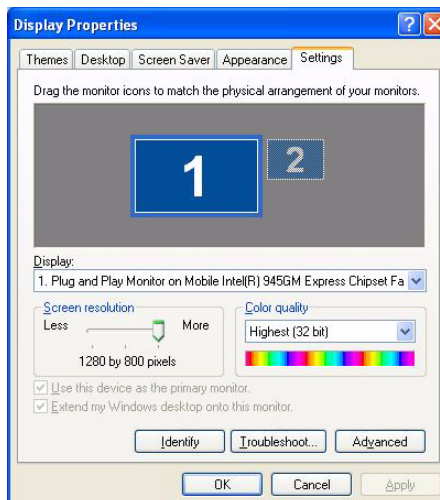 Display Properties
Themes Desktop Screen Saver Appearance Settings
Drag the monitor icons to match the physical arrangement of your monitors.
1 2
Display:
1. Plug and Play Monitor on Mobile Intel(R) 945GM Express Chipset Fa
Screen resolution
Less More
1280 by 800 pixels
Color quality
Highest (32 bit)
Use this device as the primary monitor.
Extend my Windows desktop onto this monitor.
Identify Troubleshoot... Advanced
OK Cancel Apply